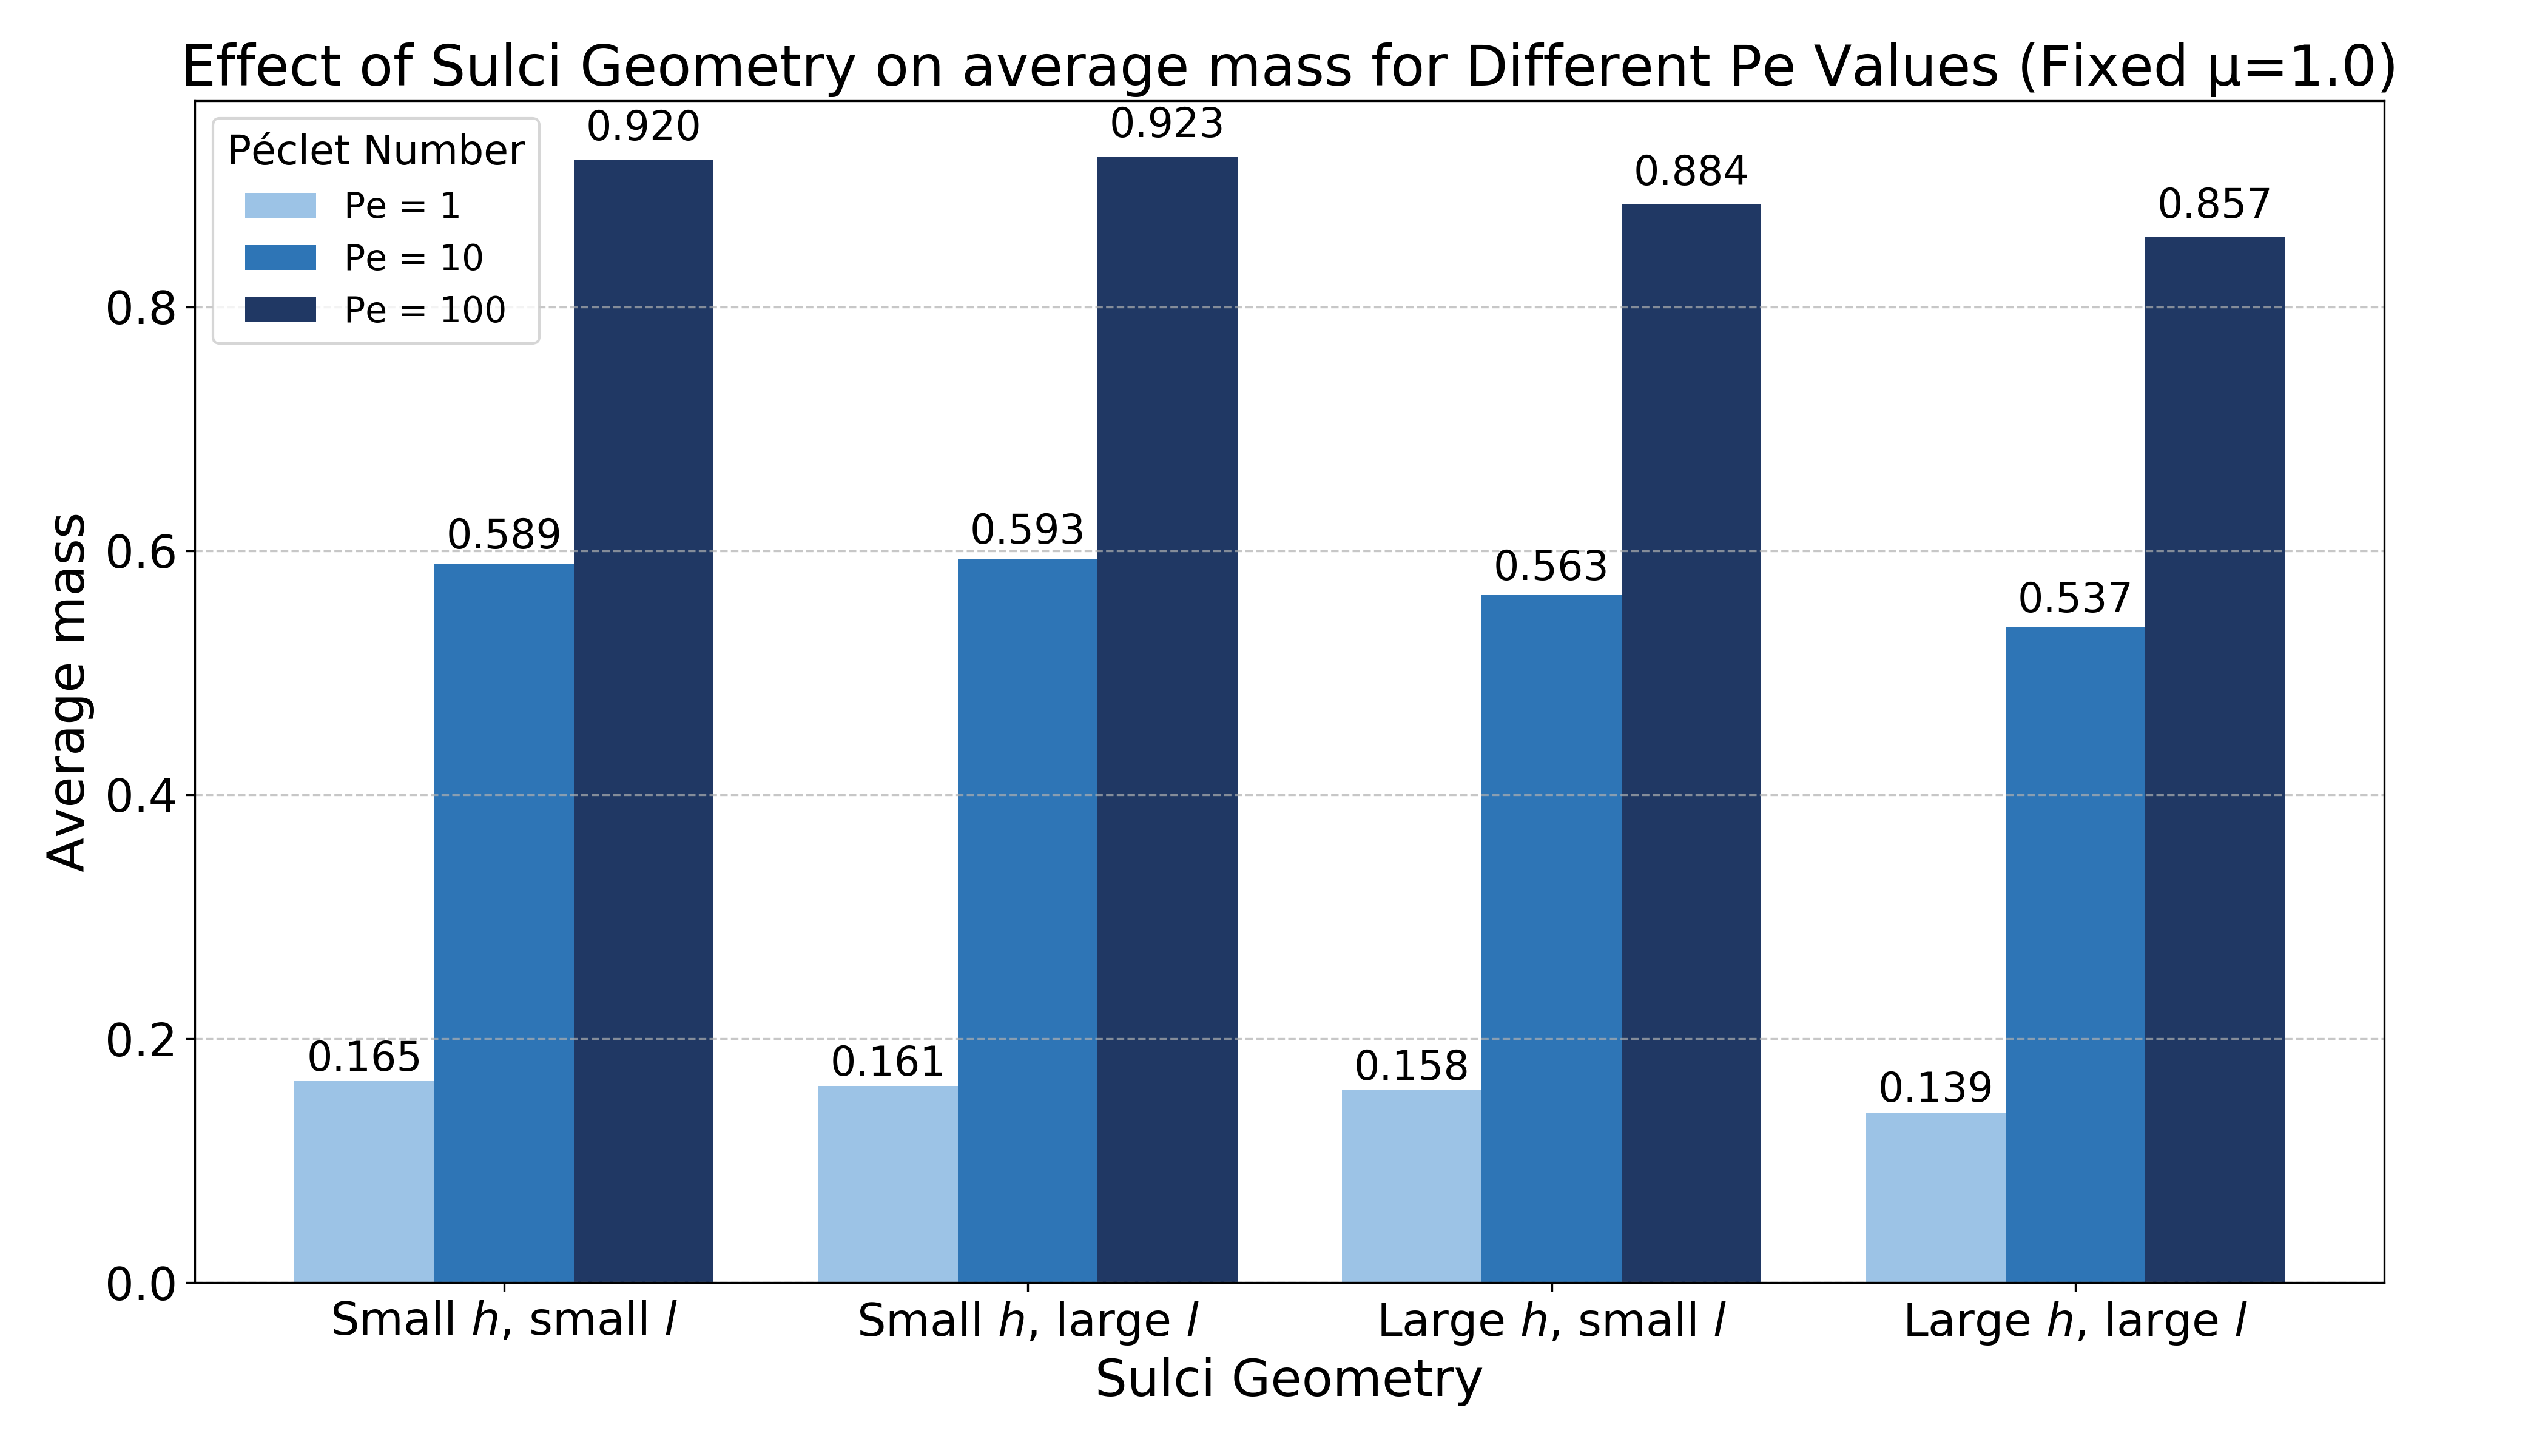 Effect of Sulci Geometry on average mass for Different Pe Values (Fixed μ=1.0)
Péclet Number
Pe = 1
Pe = 10
Pe = 100
0.920
0.923
0.884
0.857
0.589
0.593
0.563
0.537
0.165
0.161
0.158
0.139
Average mass
0.8
0.6
0.4
0.2
0.0
Small h, small l
Small h, large l
Large h, small l
Large h, large l
Sulci Geometry